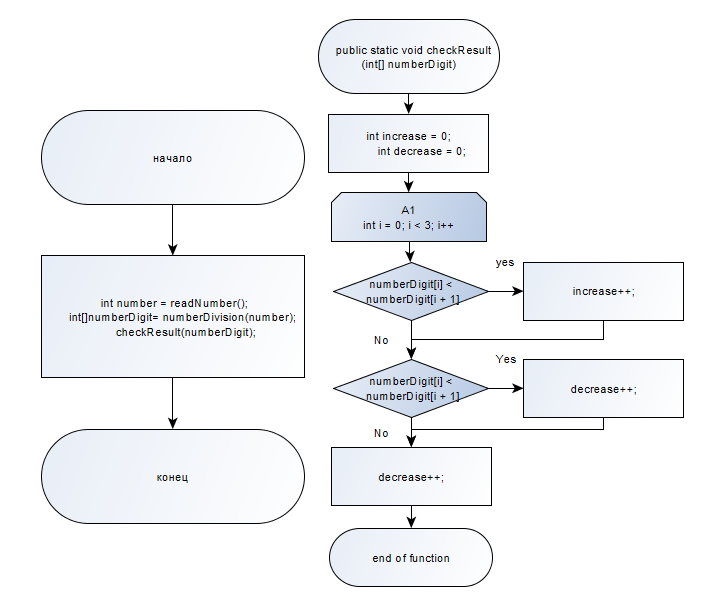 начало
int number = readNumber();
int[]numberDigit= numberDivision(number);
checkResult(numberDigit);
конец
public static void checkResult
(int[] numberDigit)
int increase = 0;
int decrease = 0;
A1
int i = 0; i < 3; i++
numberDigit[i] <
numberDigit[i + 1]
yes
increase++;
No
numberDigit[i] <
numberDigit[i + 1]
Yes
decrease++;
No
decrease++;
end of function